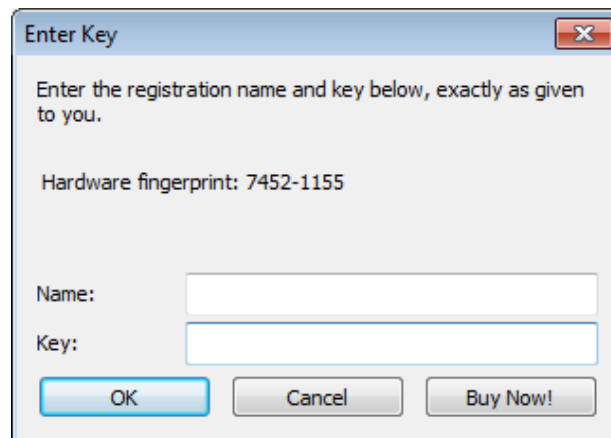 Enter Key
Enter the registration name and key below, exactly as given
to you.
Hardware fingerprint: 7452-1155
Name:
Key:
OK Cancel Buy Now!